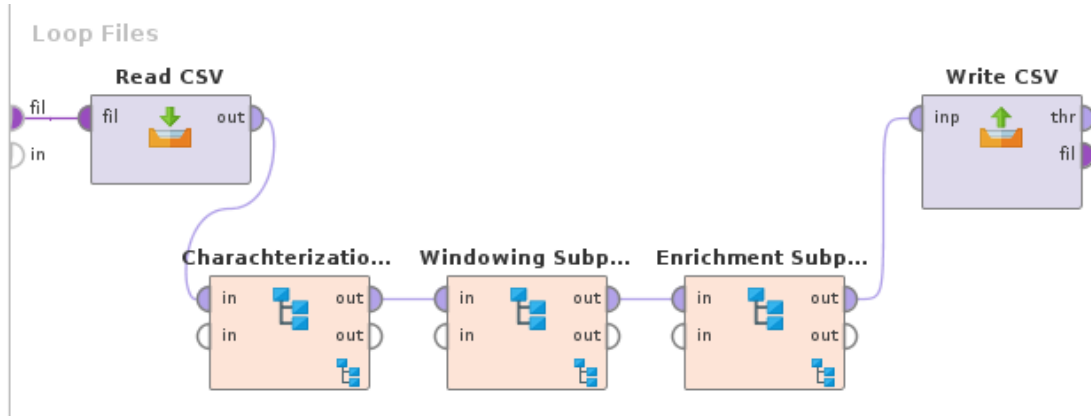 Loop Files
Read CSV
Write CSV
fil
fil
out
inp
thr
in
fil
Charachterizatio...
Windowing Subp...
Enrichment Subp...
in
out
in
out
in
out
in
out
in
out
in
out